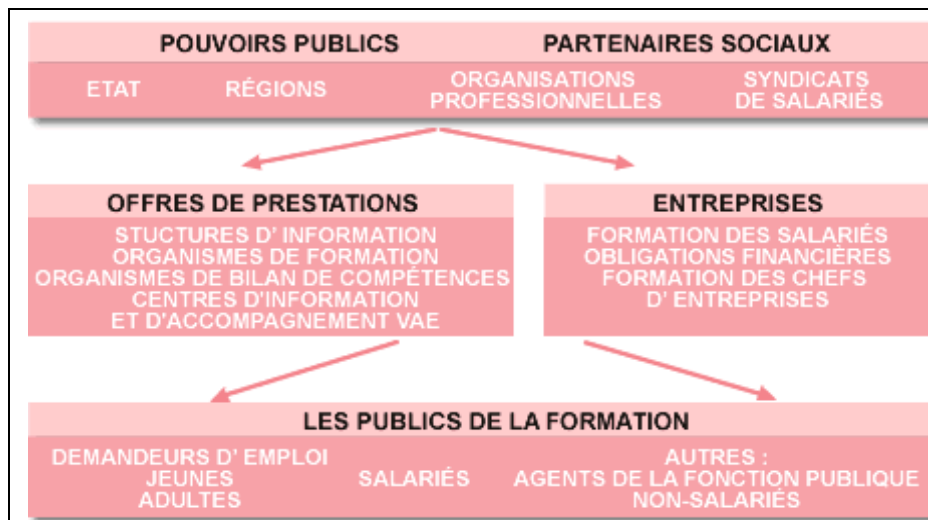 POUVOIRS PUBLICS PARTENAIRES SOCIAUX
ETAT RÉGIONS ORGANISATIONS PROFESSIONNELLES SYNDICATS DE SALARIÉS
OFFRES DE PRESTATIONS
STUCTURES D' INFORMATION
ORGANISMES DE FORMATION
ORGANISMES DE BILAN DE COMPÉTENCES
CENTRES D'INFORMATION
ET D'ACCOMPAGNEMENT VAE
ENTREPRISES
FORMATION DES SALARIÉS
OBLIGATIONS FINANCIÈRES
FORMATION DES CHEFS
D' ENTREPRISES
LES PUBLICS DE LA FORMATION
DEMANDEURS D' EMPLOI
JEUNES
ADULTES
SALARIÉS
AUTRES :
AGENTS DE LA FONCTION PUBLIQUE
NON-SALARIÉS